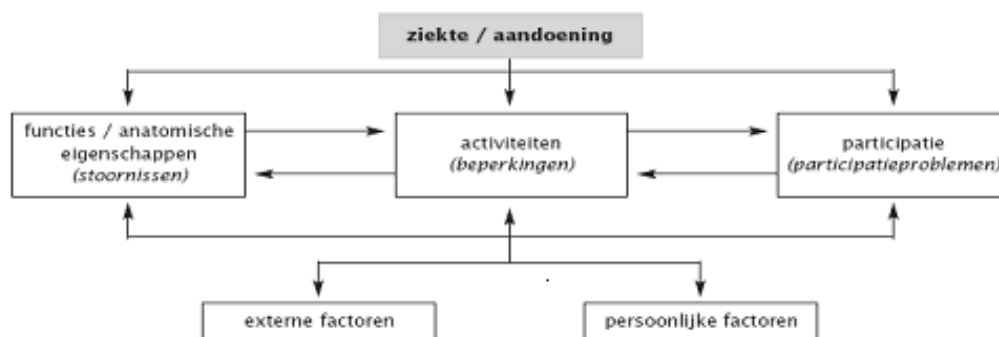 ziekte / aandoening
functies / anatomische
eigenschappen
(stoornissen)
activiteiten
(beperkingen)
participatie
(participatieproblemen)
externe factoren
persoonlijke factoren